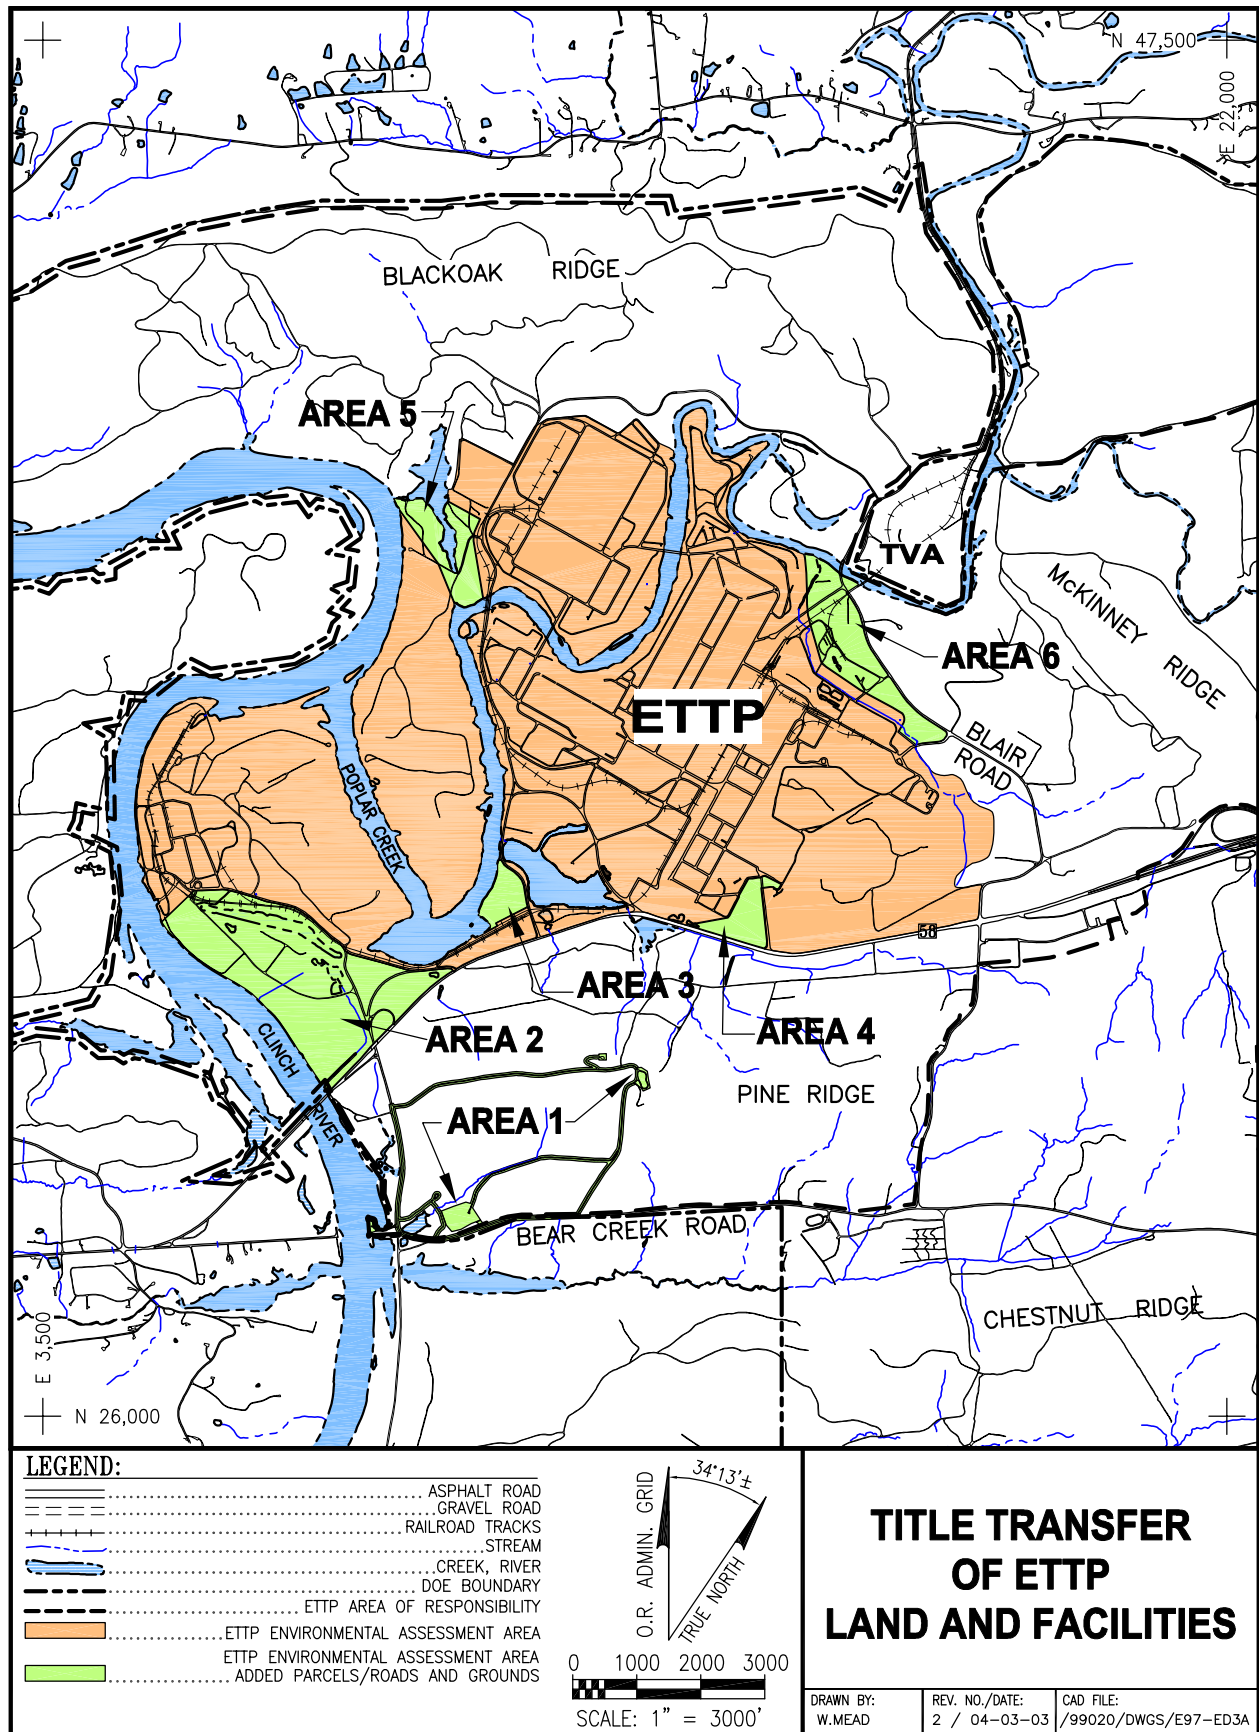 N 47,500
E 22,000
BLACKOAK RIDGE
AREA 5
TVA
McKINNEY RIDGE
AREA 6
ETTP
BLAIR
ROAD
POPLAR CREEK
58
AREA 3
AREA 4
AREA 2
CLINCH RIVER
PINE RIDGE
AREA 1
BEAR CREEK ROAD
CHESTNUT RIDGE
E 3,500
N 26,000
LEGEND:
ASPHALT ROAD
GRAVEL ROAD
RAILROAD TRACKS
STREAM
CREEK, RIVER
DOE BOUNDARY
ETTP AREA OF RESPONSIBILITY
ETTP ENVIRONMENTAL ASSESSMENT AREA
ETTP ENVIRONMENTAL ASSESSMENT AREA
ADDED PARCELS/ROADS AND GROUNDS
O.R. ADMIN. GRID
34°13'±
TRUE NORTH
0 1000 2000 3000
SCALE: 1" = 3000'
TITLE TRANSFER
OF ETTP
LAND AND FACILITIES
DRAWN BY:
W.MEAD
REV. NO./DATE:
2 / 04-03-03
CAD FILE:
/99020/DWGS/E97-ED3A